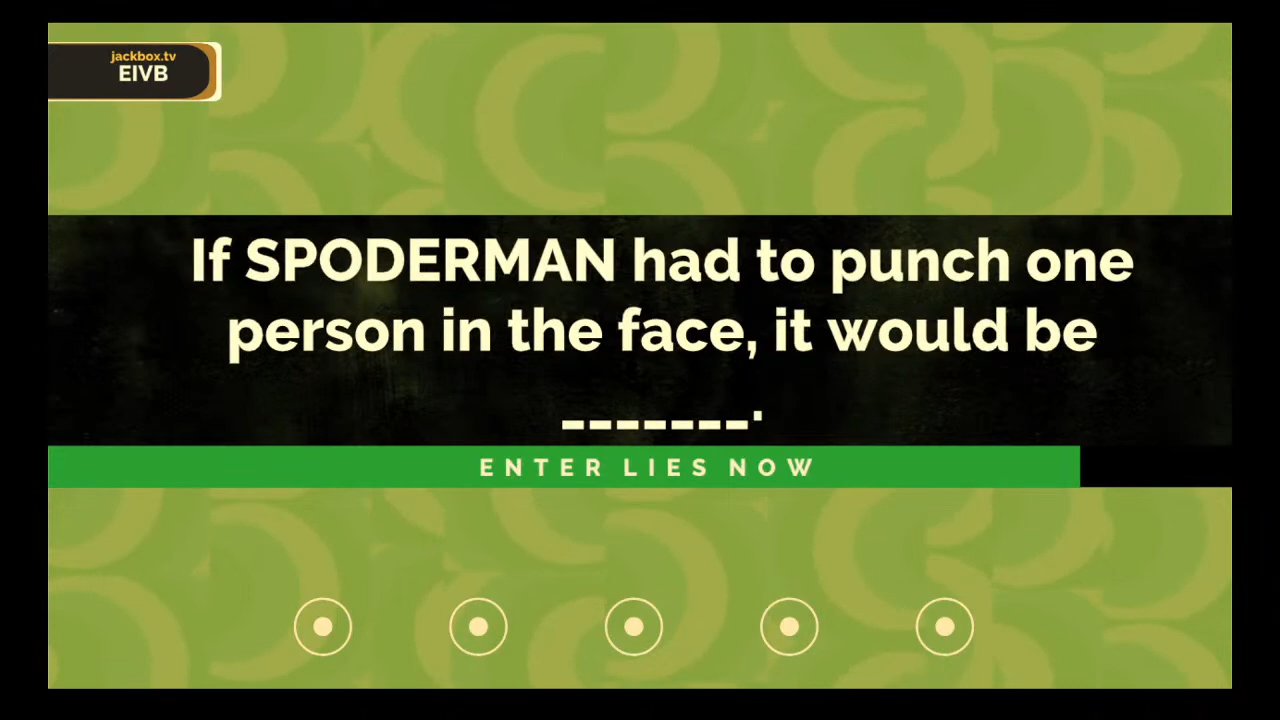 jackbox.tv
EIVB
If SPODERMAN had to punch one
person in the face, it would be
_______.
ENTER LIES NOW